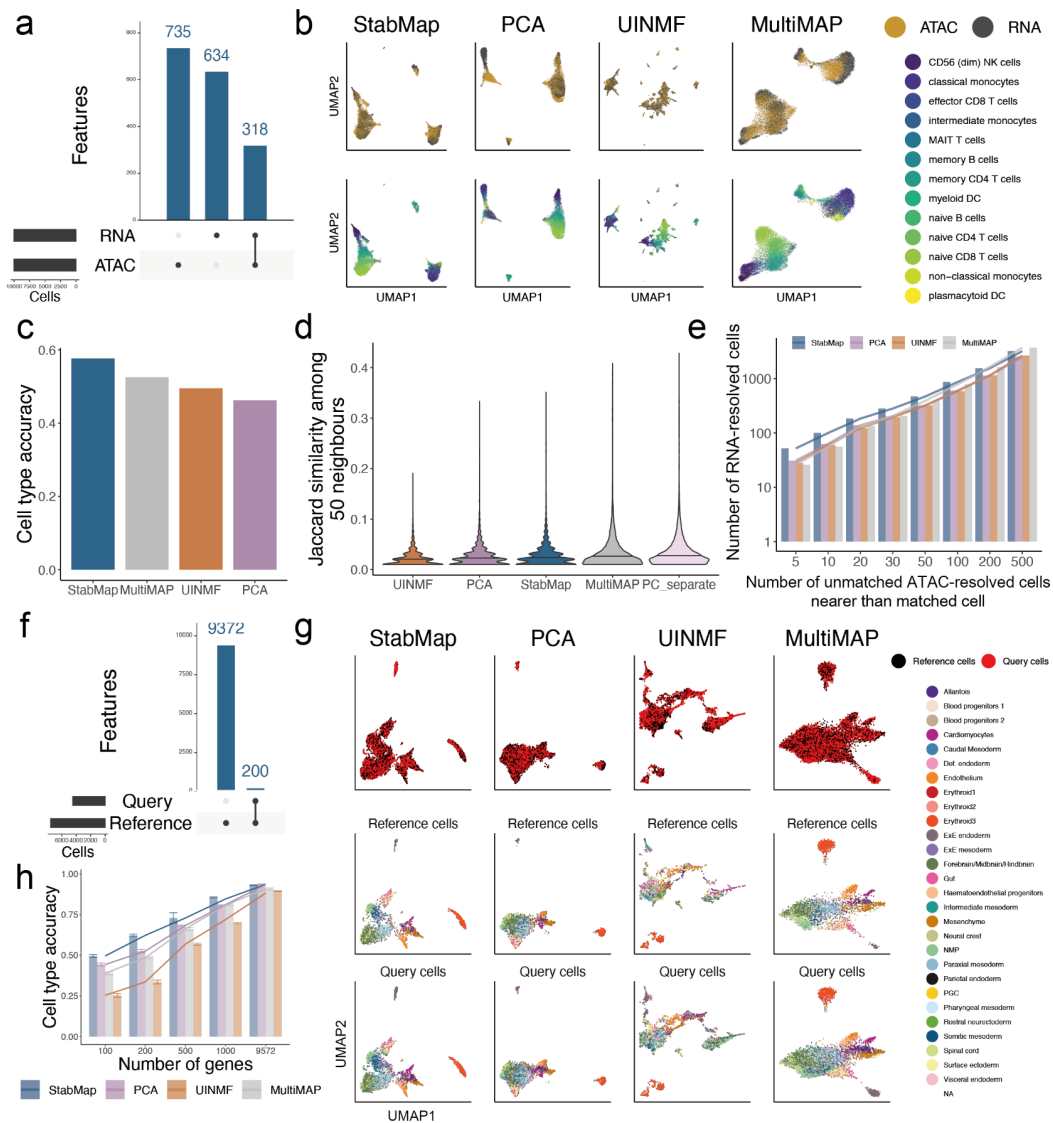 a
735
634
318
800
600
400
200
0
Features
RNA
ATAC
10000 7500 5000 2500 0
Cells
b
StabMap PCA UINMF MultiMAP
ATAC RNA
UMAP2
UMAP2
UMAP1 UMAP1 UMAP1 UMAP1
CD56 (dim) NK cells
classical monocytes
effector CD8 T cells
intermediate monocytes
MAIT T cells
memory B cells
memory CD4 T cells
myeloid DC
naive B cells
naive CD4 T cells
naive CD8 T cells
non-classical monocytes
plasmacytoid DC
c
0.6
0.4
0.2
0.0
Cell type accuracy
StabMap MultiMAP UINMF PCA
d
Jaccard similarity among
50 neighbours
0.4
0.3
0.2
0.1
0.0
UINMF PCA StabMap MultiMAP PC_separate
e
StabMap PCA UINMF MultiMAP
Number of RNA-resolved cells
1000
100
10
1
5 10 20 30 50 100 200 500
Number of unmatched ATAC-resolved cells
nearer than matched cell
f
9372
200
10000
7500
5000
2500
0
Features
Query
Reference
6000 4000 2000 0
Cells
g
StabMap PCA UINMF MultiMAP
Reference cells Query cells
Reference cells Reference cells Reference cells Reference cells
Query cells Query cells Query cells Query cells
UMAP2
UMAP1
Allantois
Blood progenitors 1
Blood progenitors 2
Cardiomyocytes
Caudal Mesoderm
Def. endoderm
Endothelium
Erythroid1
Erythroid2
Erythroid3
ExE endoderm
ExE mesoderm
Forebrain/Midbrain/Hindbrain
Gut
Haematoendothelial progenitors
Intermediate mesoderm
Mesenchyme
Neural crest
NMP
Paraxial mesoderm
Parietal endoderm
PGC
Pharyngeal mesoderm
Rostral neurectoderm
Somitic mesoderm
Spinal cord
Surface ectoderm
Visceral endoderm
NA
h
1.00
0.75
0.50
0.25
0.00
Cell type accuracy
100 200 500 1000 9572
Number of genes
StabMap PCA UINMF MultiMAP